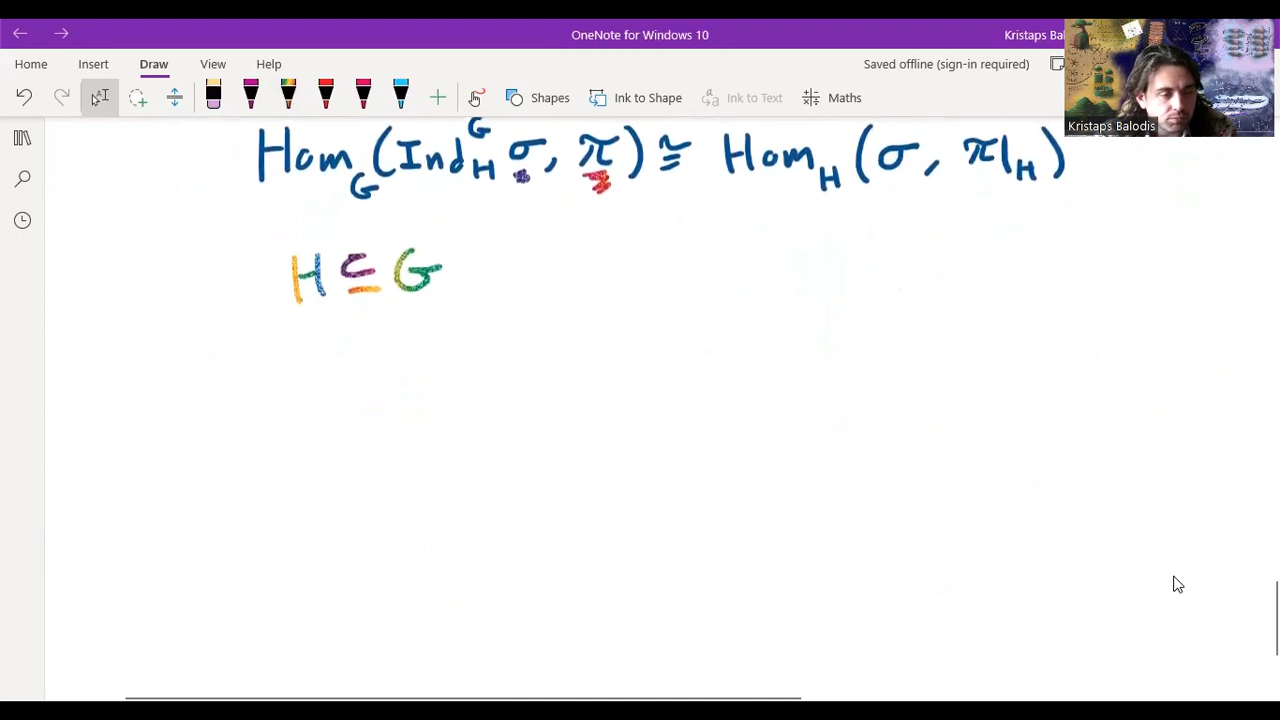 OneNote for Windows 10
Kristaps Ba
Home Insert Draw View Help
Saved offline (sign-in required)
Shapes Ink to Shape Ink to Text Maths
Kristaps Balodis
Hom_G(Ind_H^G σ, π) ≅ Hom_H(σ, π|_H)
H ⊆ G